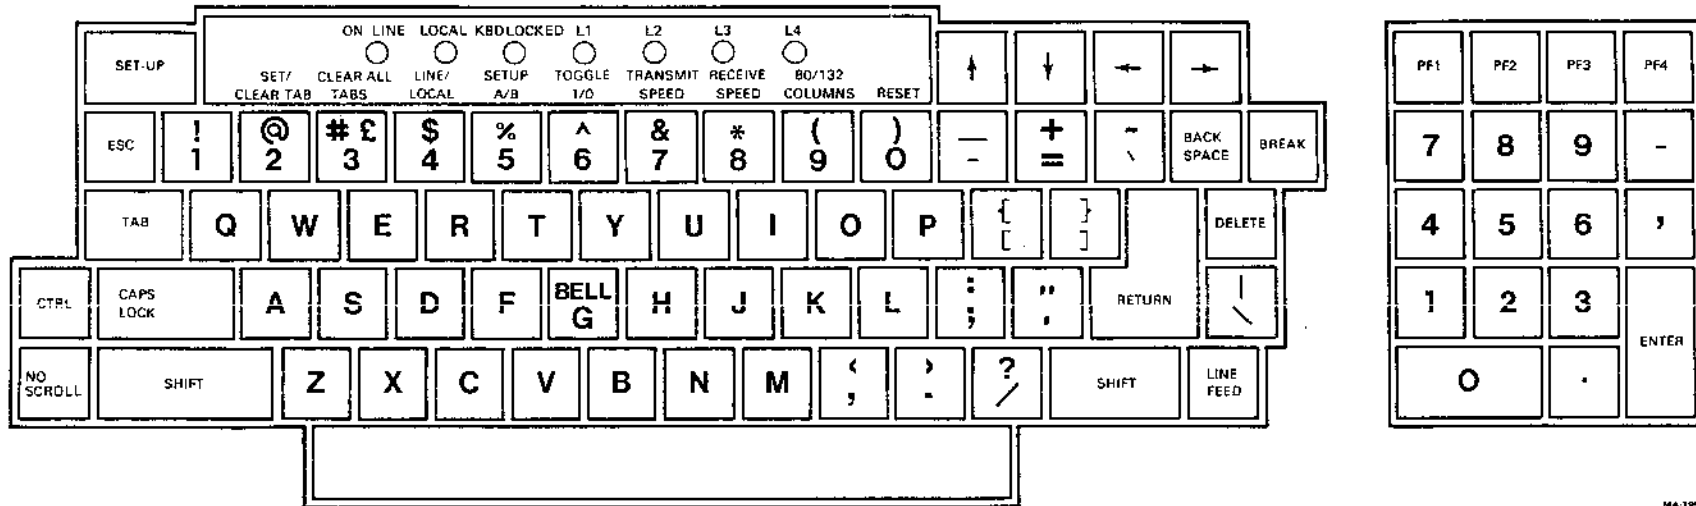 ON LINE LOCAL KBD LOCKED L1 L2 L3 L4
SET-UP
SET/ CLEAR TAB
CLEAR ALL TABS
LINE/ LOCAL
SETUP A/B
TOGGLE 1/0
TRANSMIT SPEED
RECEIVE SPEED
80/132 COLUMNS
RESET
↑ ↓ ← →
PF1 PF2 PF3 PF4
ESC
! 1
@ 2
# £ 3
$ 4
% 5
^ 6
& 7
* 8
( 9
) 0
— -
+ =
~ `
BACK SPACE
BREAK
7 8 9 -
TAB Q W E R T Y U I O P
{ [
} ]
DELETE
4 5 6 ,
CTRL
CAPS LOCK
A S D F
BELL G
H J K L
: ;
" '
RETURN
| \
1 2 3
ENTER
NO SCROLL
SHIFT
Z X C V B N M
< ,
> .
? /
SHIFT
LINE FEED
0 .